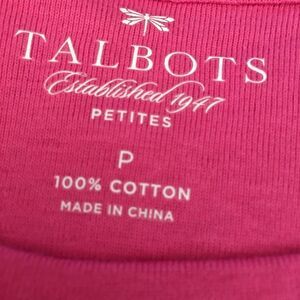 TALBOTS
Established 1947
PETITES
P
100% COTTON
MADE IN CHINA